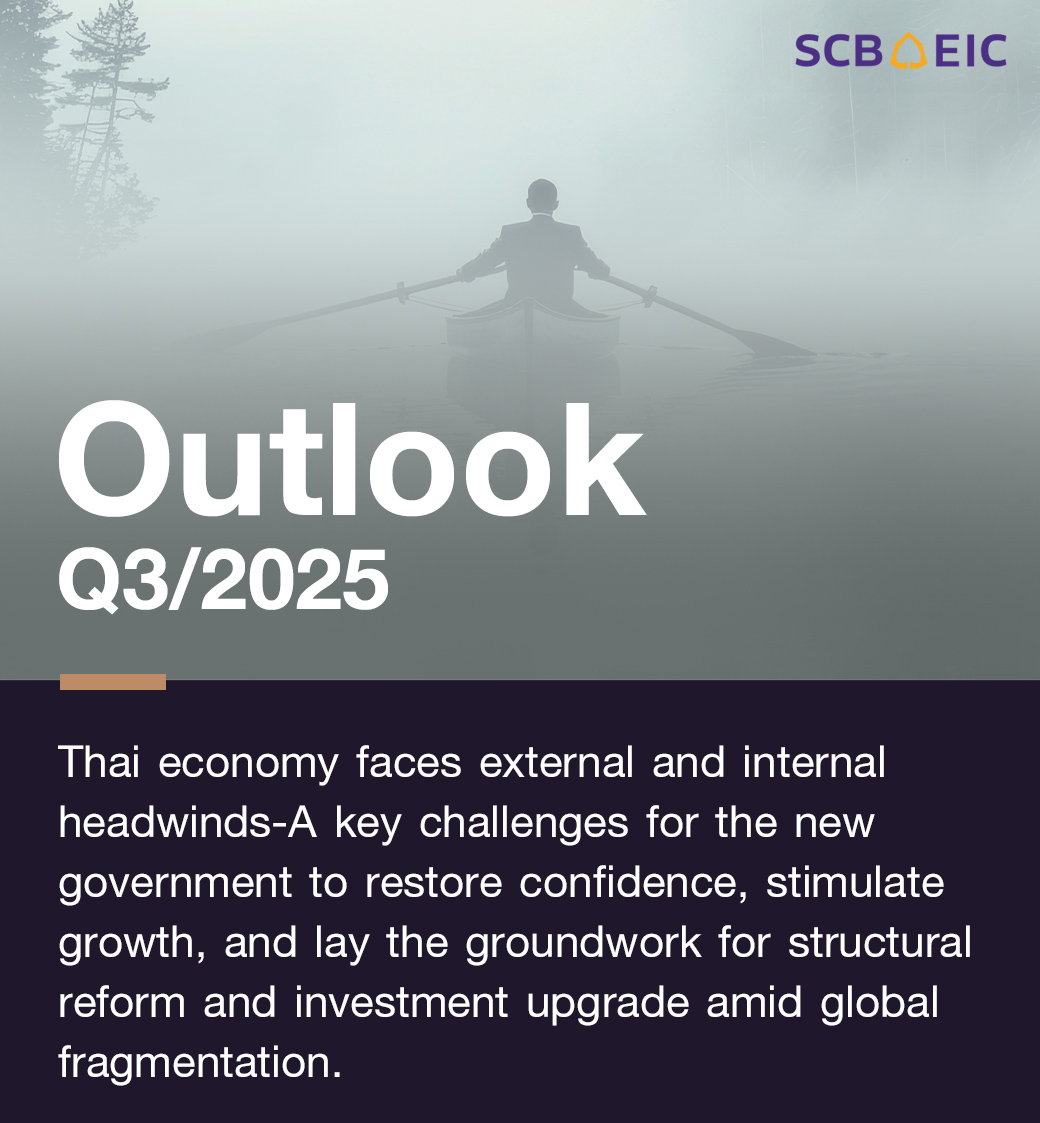 SCB EIC
Outlook
Q3/2025
Thai economy faces external and internal
headwinds-A key challenges for the new
government to restore confidence, stimulate
growth, and lay the groundwork for structural
reform and investment upgrade amid global
fragmentation.